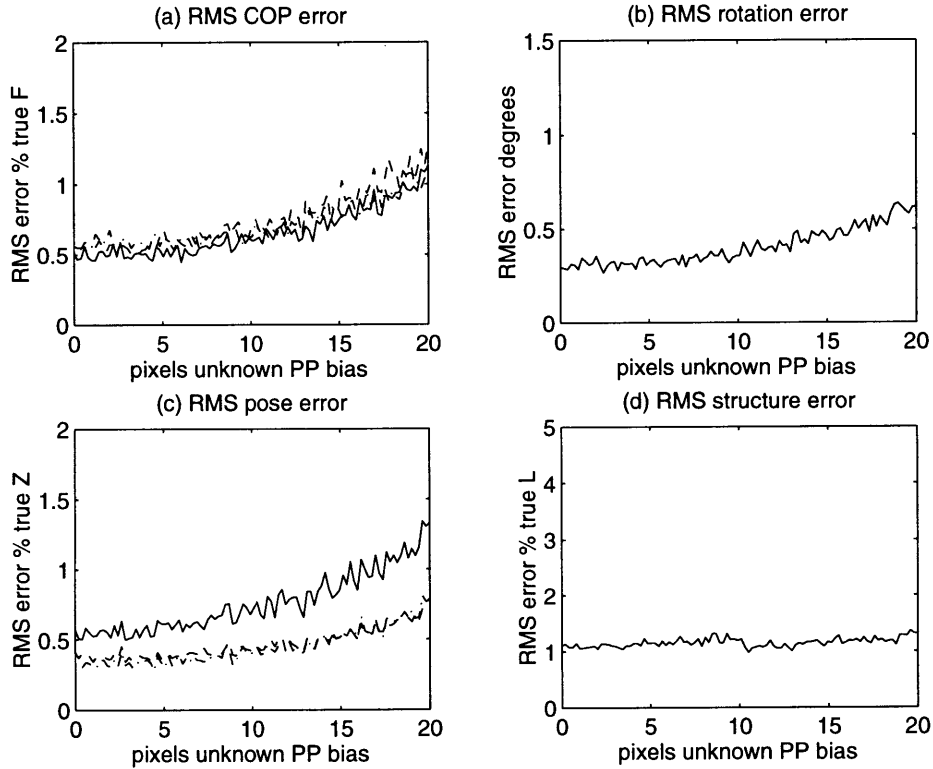 (a) RMS COP error
RMS error % true F
2
1.5
1
0.5
0
0 5 10 15 20
pixels unknown PP bias
(b) RMS rotation error
RMS error degrees
1.5
1
0.5
0
0 5 10 15 20
pixels unknown PP bias
(c) RMS pose error
RMS error % true Z
2
1.5
1
0.5
0
0 5 10 15 20
pixels unknown PP bias
(d) RMS structure error
RMS error % true L
5
4
3
2
1
0
0 5 10 15 20
pixels unknown PP bias